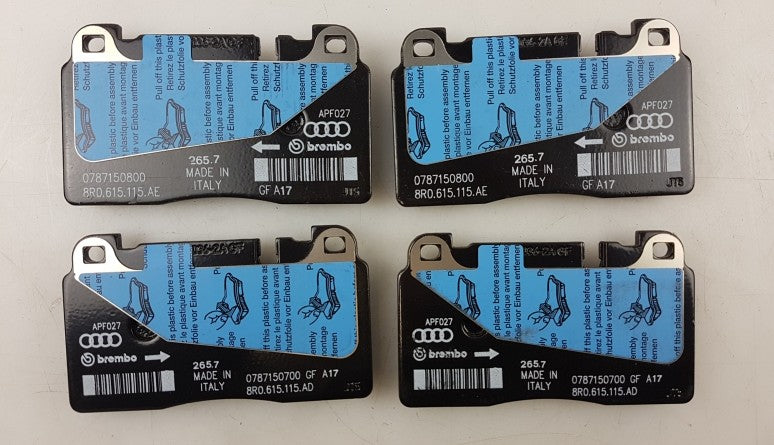 Pull off this plastic before assembly
Retirez le plastique avant montage
Schutzfolie vor Einbau entfernen
APF027
brembo
265.7
MADE IN
ITALY
0787150800
8R0.615.115.AE
GF A17
JTS
Pull off this plastic before assembly
Retirez le plastique avant montage
Schutzfolie vor Einbau entfernen
APF027
brembo
265.7
MADE IN
ITALY
0787150800
8R0.615.115.AE
GF A17
JTS
off this plastic before assembly
le plastique avant montage
Schutzfolie vor Einbau entfernen
APF027
brembo
265.7
MADE IN
ITALY
0787150700 GF A17
8R0.615.115.AD
JTS
off this plastic before assembly
le plastique avant montage
Schutzfolie vor Einbau entfernen
APF027
brembo
265.7
MADE IN
ITALY
0787150700 GF A17
8R0.615.115.AD